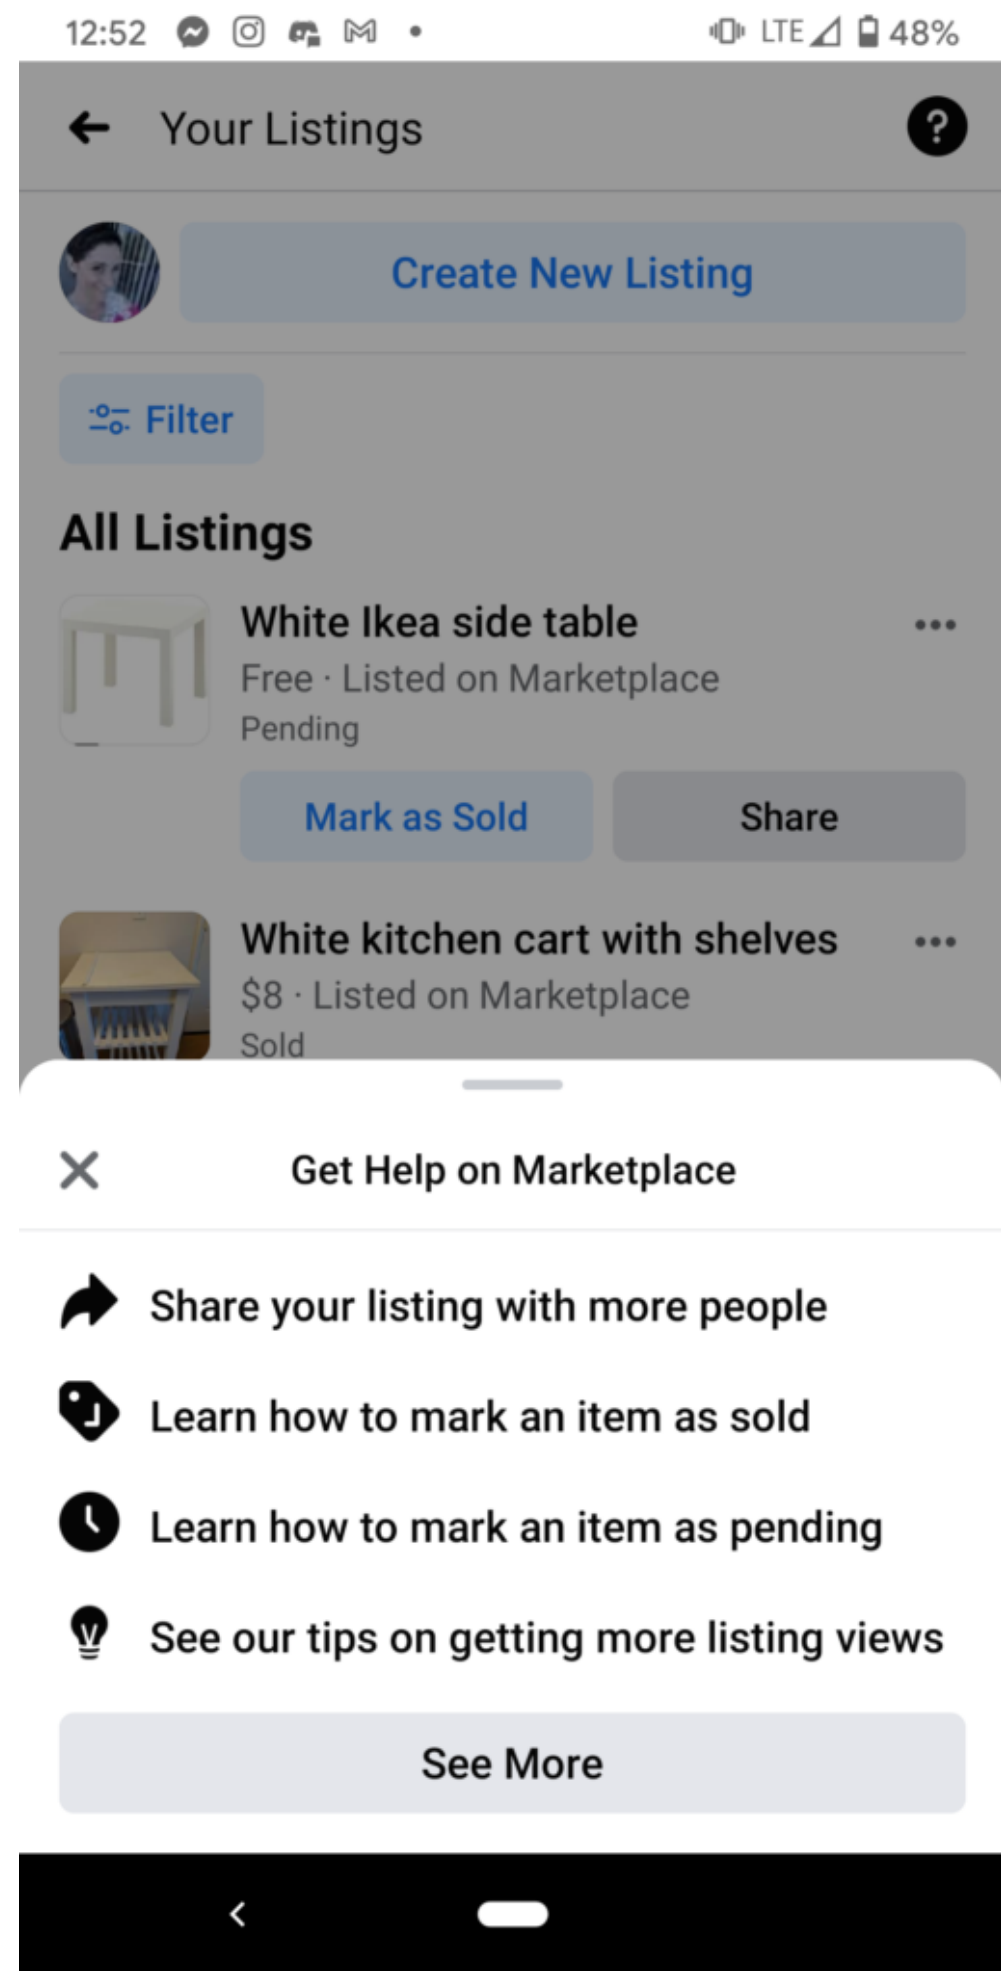 12:52 LTE 48%
Your Listings ?
Create New Listing
Filter
All Listings
White Ikea side table
Free · Listed on Marketplace
Pending
Mark as Sold Share
White kitchen cart with shelves
$8 · Listed on Marketplace
Sold
Get Help on Marketplace
Share your listing with more people
Learn how to mark an item as sold
Learn how to mark an item as pending
See our tips on getting more listing views
See More